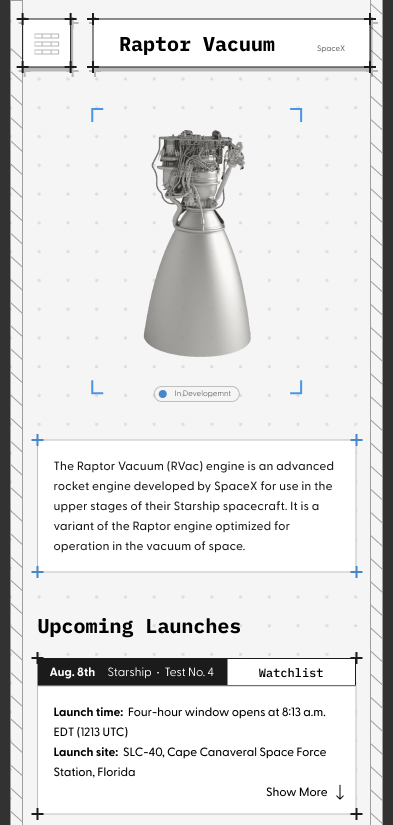 Raptor Vacuum
SpaceX
In Developemnt
The Raptor Vacuum (RVac) engine is an advanced
rocket engine developed by SpaceX for use in the
upper stages of their Starship spacecraft. It is a
variant of the Raptor engine optimized for
operation in the vacuum of space.
Upcoming Launches
Aug. 8th Starship · Test No. 4 Watchlist
Launch time: Four-hour window opens at 8:13 a.m.
EDT (1213 UTC)
Launch site: SLC-40, Cape Canaveral Space Force
Station, Florida
Show More ↓